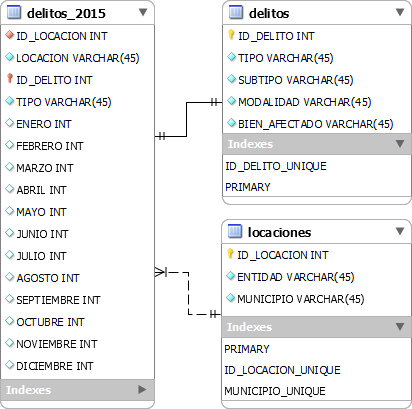 delitos_2015
ID_LOCACION INT
LOCACION VARCHAR(45)
ID_DELITO INT
TIPO VARCHAR(45)
ENERO INT
FEBRERO INT
MARZO INT
ABRIL INT
MAYO INT
JUNIO INT
JULIO INT
AGOSTO INT
SEPTIEMBRE INT
OCTUBRE INT
NOVIEMBRE INT
DICIEMBRE INT
Indexes
delitos
ID_DELITO INT
TIPO VARCHAR(45)
SUBTIPO VARCHAR(45)
MODALIDAD VARCHAR(45)
BIEN_AFECTADO VARCHAR(45)
Indexes
ID_DELITO_UNIQUE
PRIMARY
locaciones
ID_LOCACION INT
ENTIDAD VARCHAR(45)
MUNICIPIO VARCHAR(45)
Indexes
PRIMARY
ID_LOCACION_UNIQUE
MUNICIPIO_UNIQUE